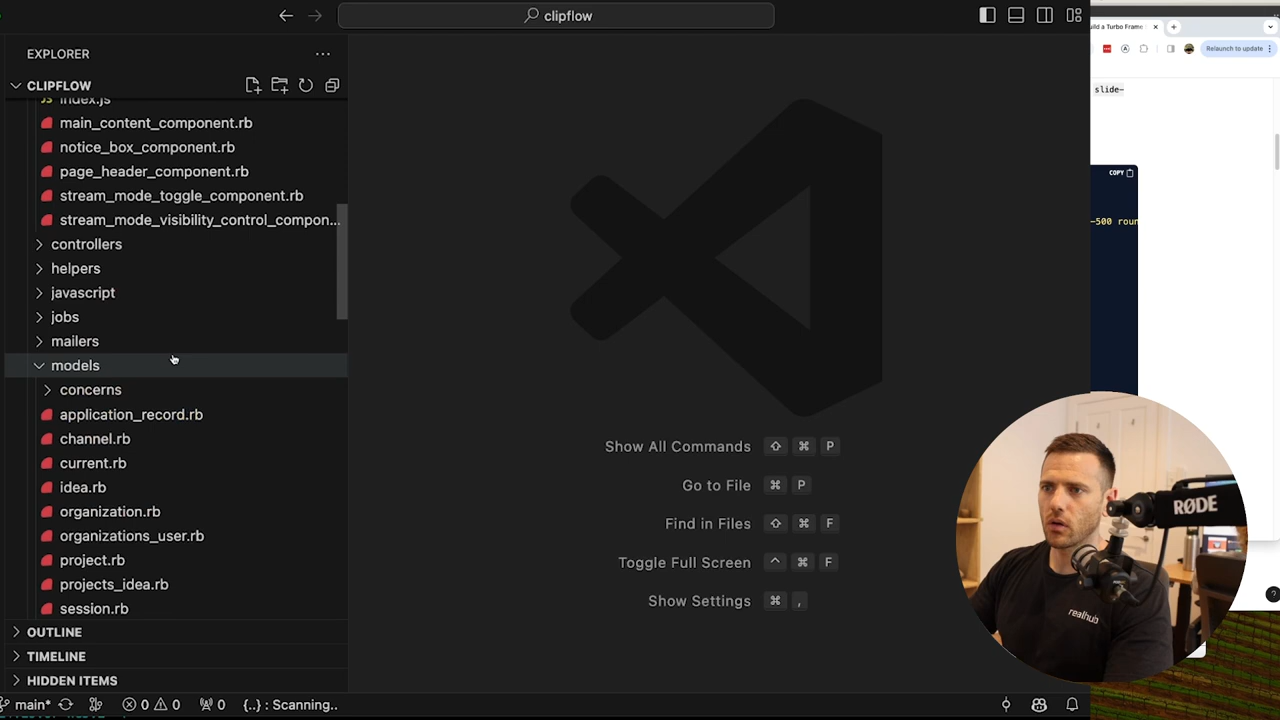 clipflow
EXPLORER
CLIPFLOW
index.js
main_content_component.rb
notice_box_component.rb
page_header_component.rb
stream_mode_toggle_component.rb
stream_mode_visibility_control_compon...
controllers
helpers
javascript
jobs
mailers
models
concerns
application_record.rb
channel.rb
current.rb
idea.rb
organization.rb
organizations_user.rb
project.rb
projects_idea.rb
session.rb
OUTLINE
TIMELINE
HIDDEN ITEMS
main* 0 0 0 {..} : Scanning..
Show All Commands ⇧ ⌘ P
Go to File ⌘ P
Find in Files ⇧ ⌘ F
Toggle Full Screen ^ ⌘ F
Show Settings ⌘ ,
ild a Turbo Frame
Relaunch to update
slide-
COPY
-500 roun
RØDE
realhub